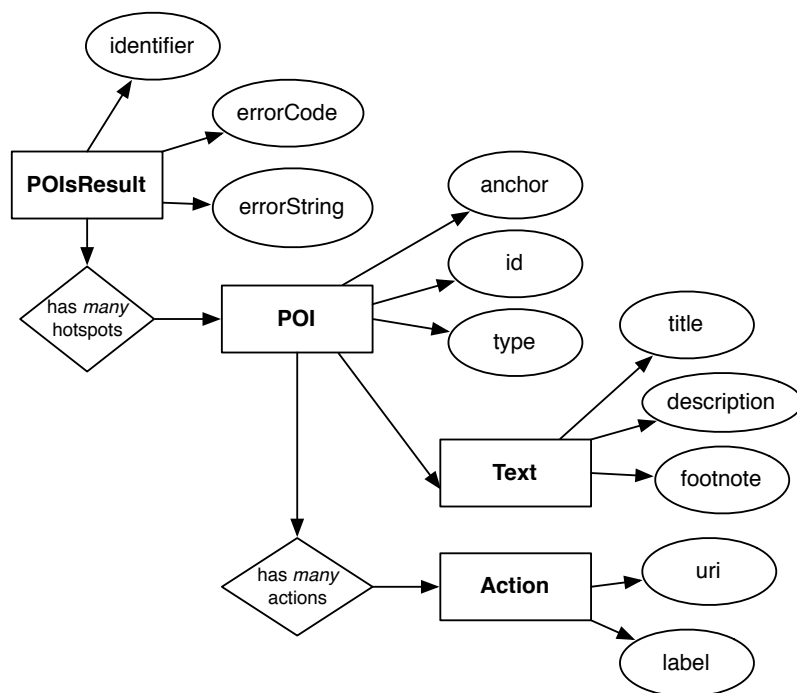 identifier
errorCode
POIsResult
errorString
anchor
has many
hotspots
POI
id
type
title
description
Text
footnote
has many
actions
Action
uri
label